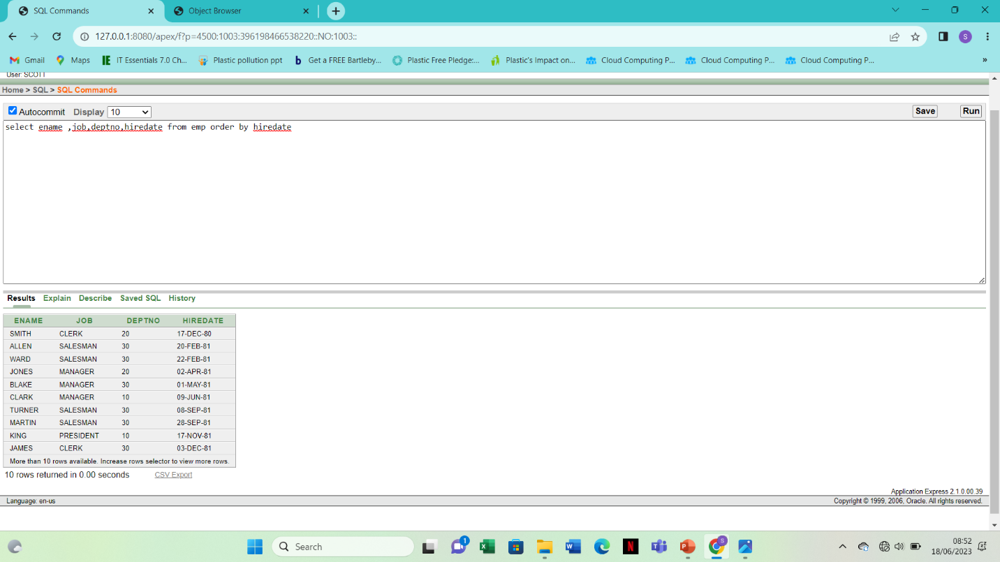 SQL Commands
Object Browser
127.0.0.1:8080/apex/f?p=4500:1003:396198466538220::NO:1003::
S
Gmail
Maps
IE IT Essentials 7.0 Ch...
Plastic pollution ppt
b Get a FREE Bartleby...
Plastic Free Pledge:...
Plastic's Impact on...
Cloud Computing P...
Cloud Computing P...
Cloud Computing P...
»
User: SCOTT
Home > SQL > SQL Commands
Autocommit Display 10 Save Run
select ename ,job,deptno,hiredate from emp order by hiredate
Results Explain Describe Saved SQL History
ENAME JOB DEPTNO HIREDATE
SMITH CLERK 20 17-DEC-80
ALLEN SALESMAN 30 20-FEB-81
WARD SALESMAN 30 22-FEB-81
JONES MANAGER 20 02-APR-81
BLAKE MANAGER 30 01-MAY-81
CLARK MANAGER 10 09-JUN-81
TURNER SALESMAN 30 08-SEP-81
MARTIN SALESMAN 30 28-SEP-81
KING PRESIDENT 10 17-NOV-81
JAMES CLERK 30 03-DEC-81
More than 10 rows available. Increase rows selector to view more rows.
10 rows returned in 0.00 seconds CSV Export
Application Express 2.1.0.00.39
Language: en-us Copyright © 1999, 2006, Oracle. All rights reserved.
Search
1
S
08:52
18/06/2023